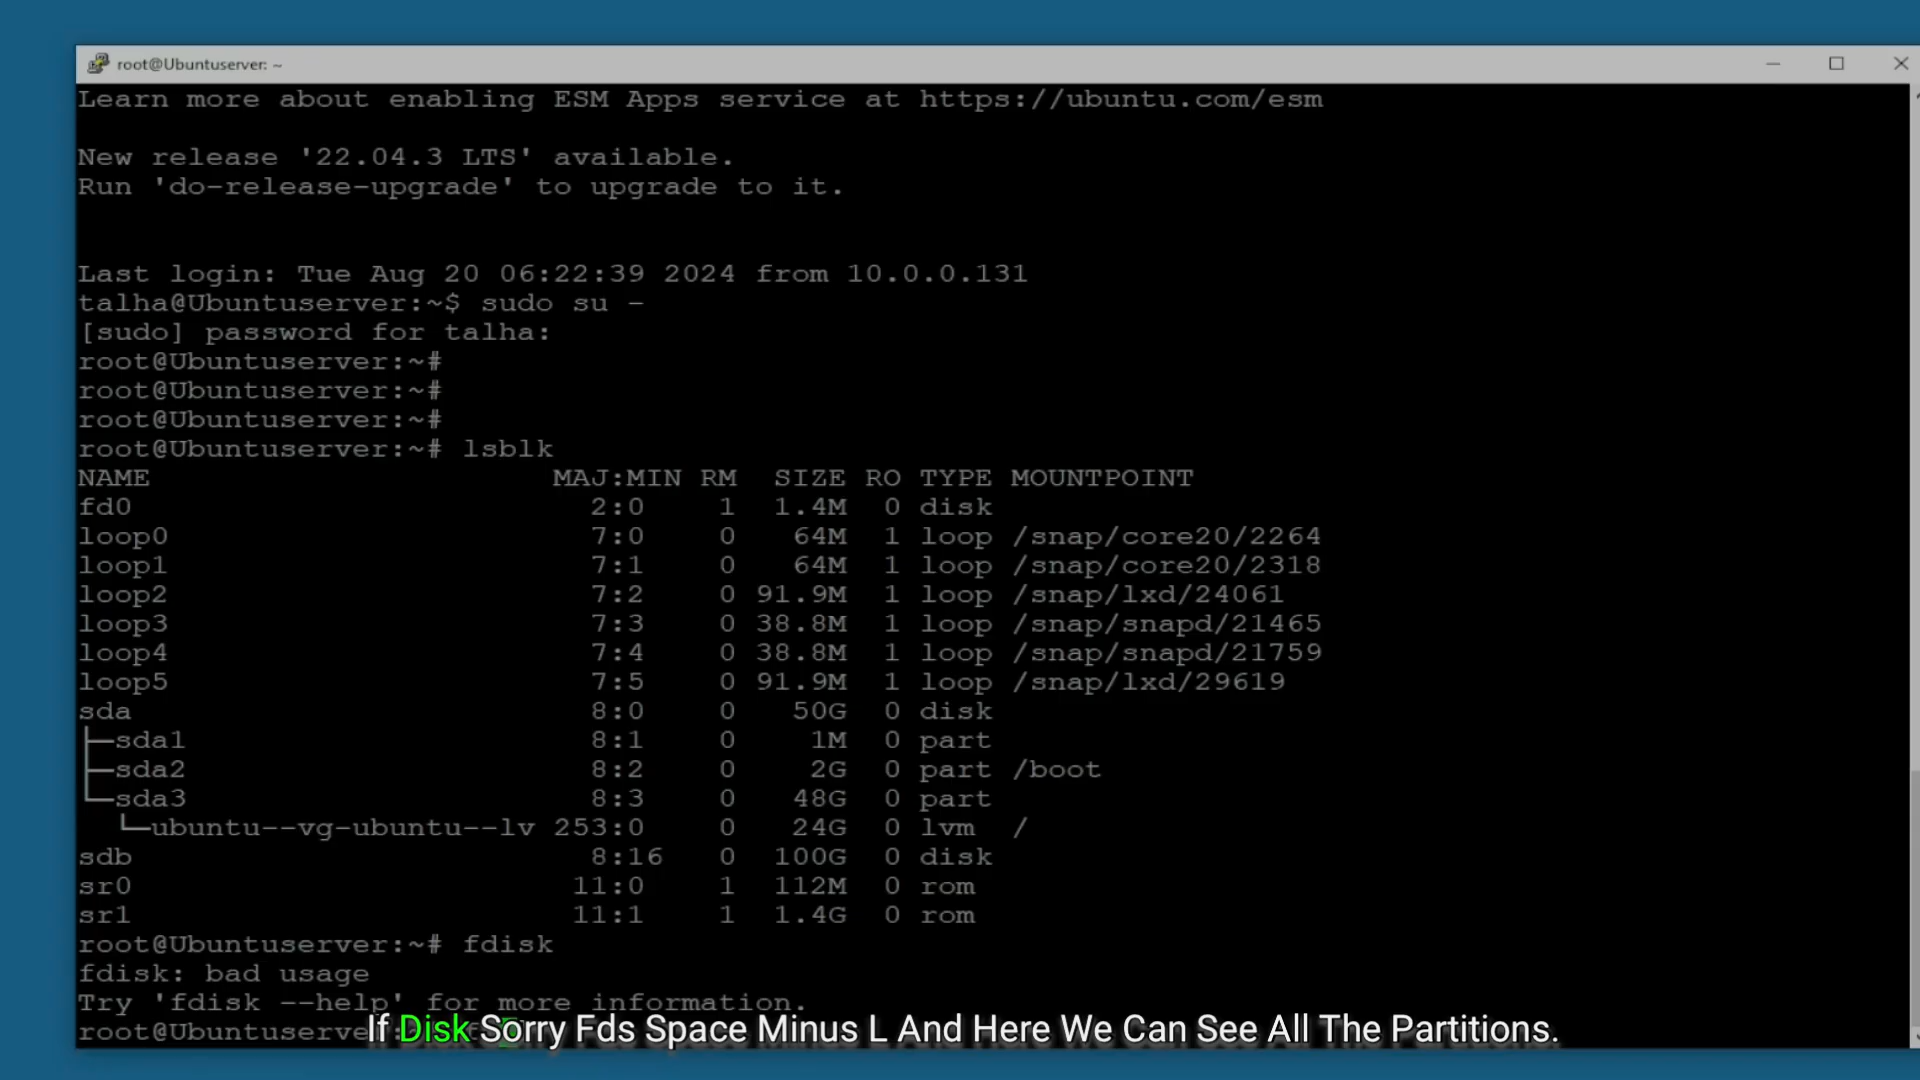 root@Ubuntuserver: ~
Learn more about enabling ESM Apps service at https://ubuntu.com/esm
New release '22.04.3 LTS' available.
Run 'do-release-upgrade' to upgrade to it.
Last login: Tue Aug 20 06:22:39 2024 from 10.0.0.131
talha@Ubuntuserver:~$ sudo su -
[sudo] password for talha:
root@Ubuntuserver:~#
root@Ubuntuserver:~#
root@Ubuntuserver:~#
root@Ubuntuserver:~# lsblk
NAME MAJ:MIN RM SIZE RO TYPE MOUNTPOINT
fd0 2:0 1 1.4M 0 disk
loop0 7:0 0 64M 1 loop /snap/core20/2264
loop1 7:1 0 64M 1 loop /snap/core20/2318
loop2 7:2 0 91.9M 1 loop /snap/lxd/24061
loop3 7:3 0 38.8M 1 loop /snap/snapd/21465
loop4 7:4 0 38.8M 1 loop /snap/snapd/21759
loop5 7:5 0 91.9M 1 loop /snap/lxd/29619
sda 8:0 0 50G 0 disk
├─sda1 8:1 0 1M 0 part
├─sda2 8:2 0 2G 0 part /boot
└─sda3 8:3 0 48G 0 part
└─ubuntu--vg-ubuntu--lv 253:0 0 24G 0 lvm /
sdb 8:16 0 100G 0 disk
sr0 11:0 1 112M 0 rom
sr1 11:1 1 1.4G 0 rom
root@Ubuntuserver:~# fdisk
fdisk: bad usage
Try 'fdisk --help' for more information.
root@Ubuntuserver
If Disk Sorry Fds Space Minus L And Here We Can See All The Partitions.